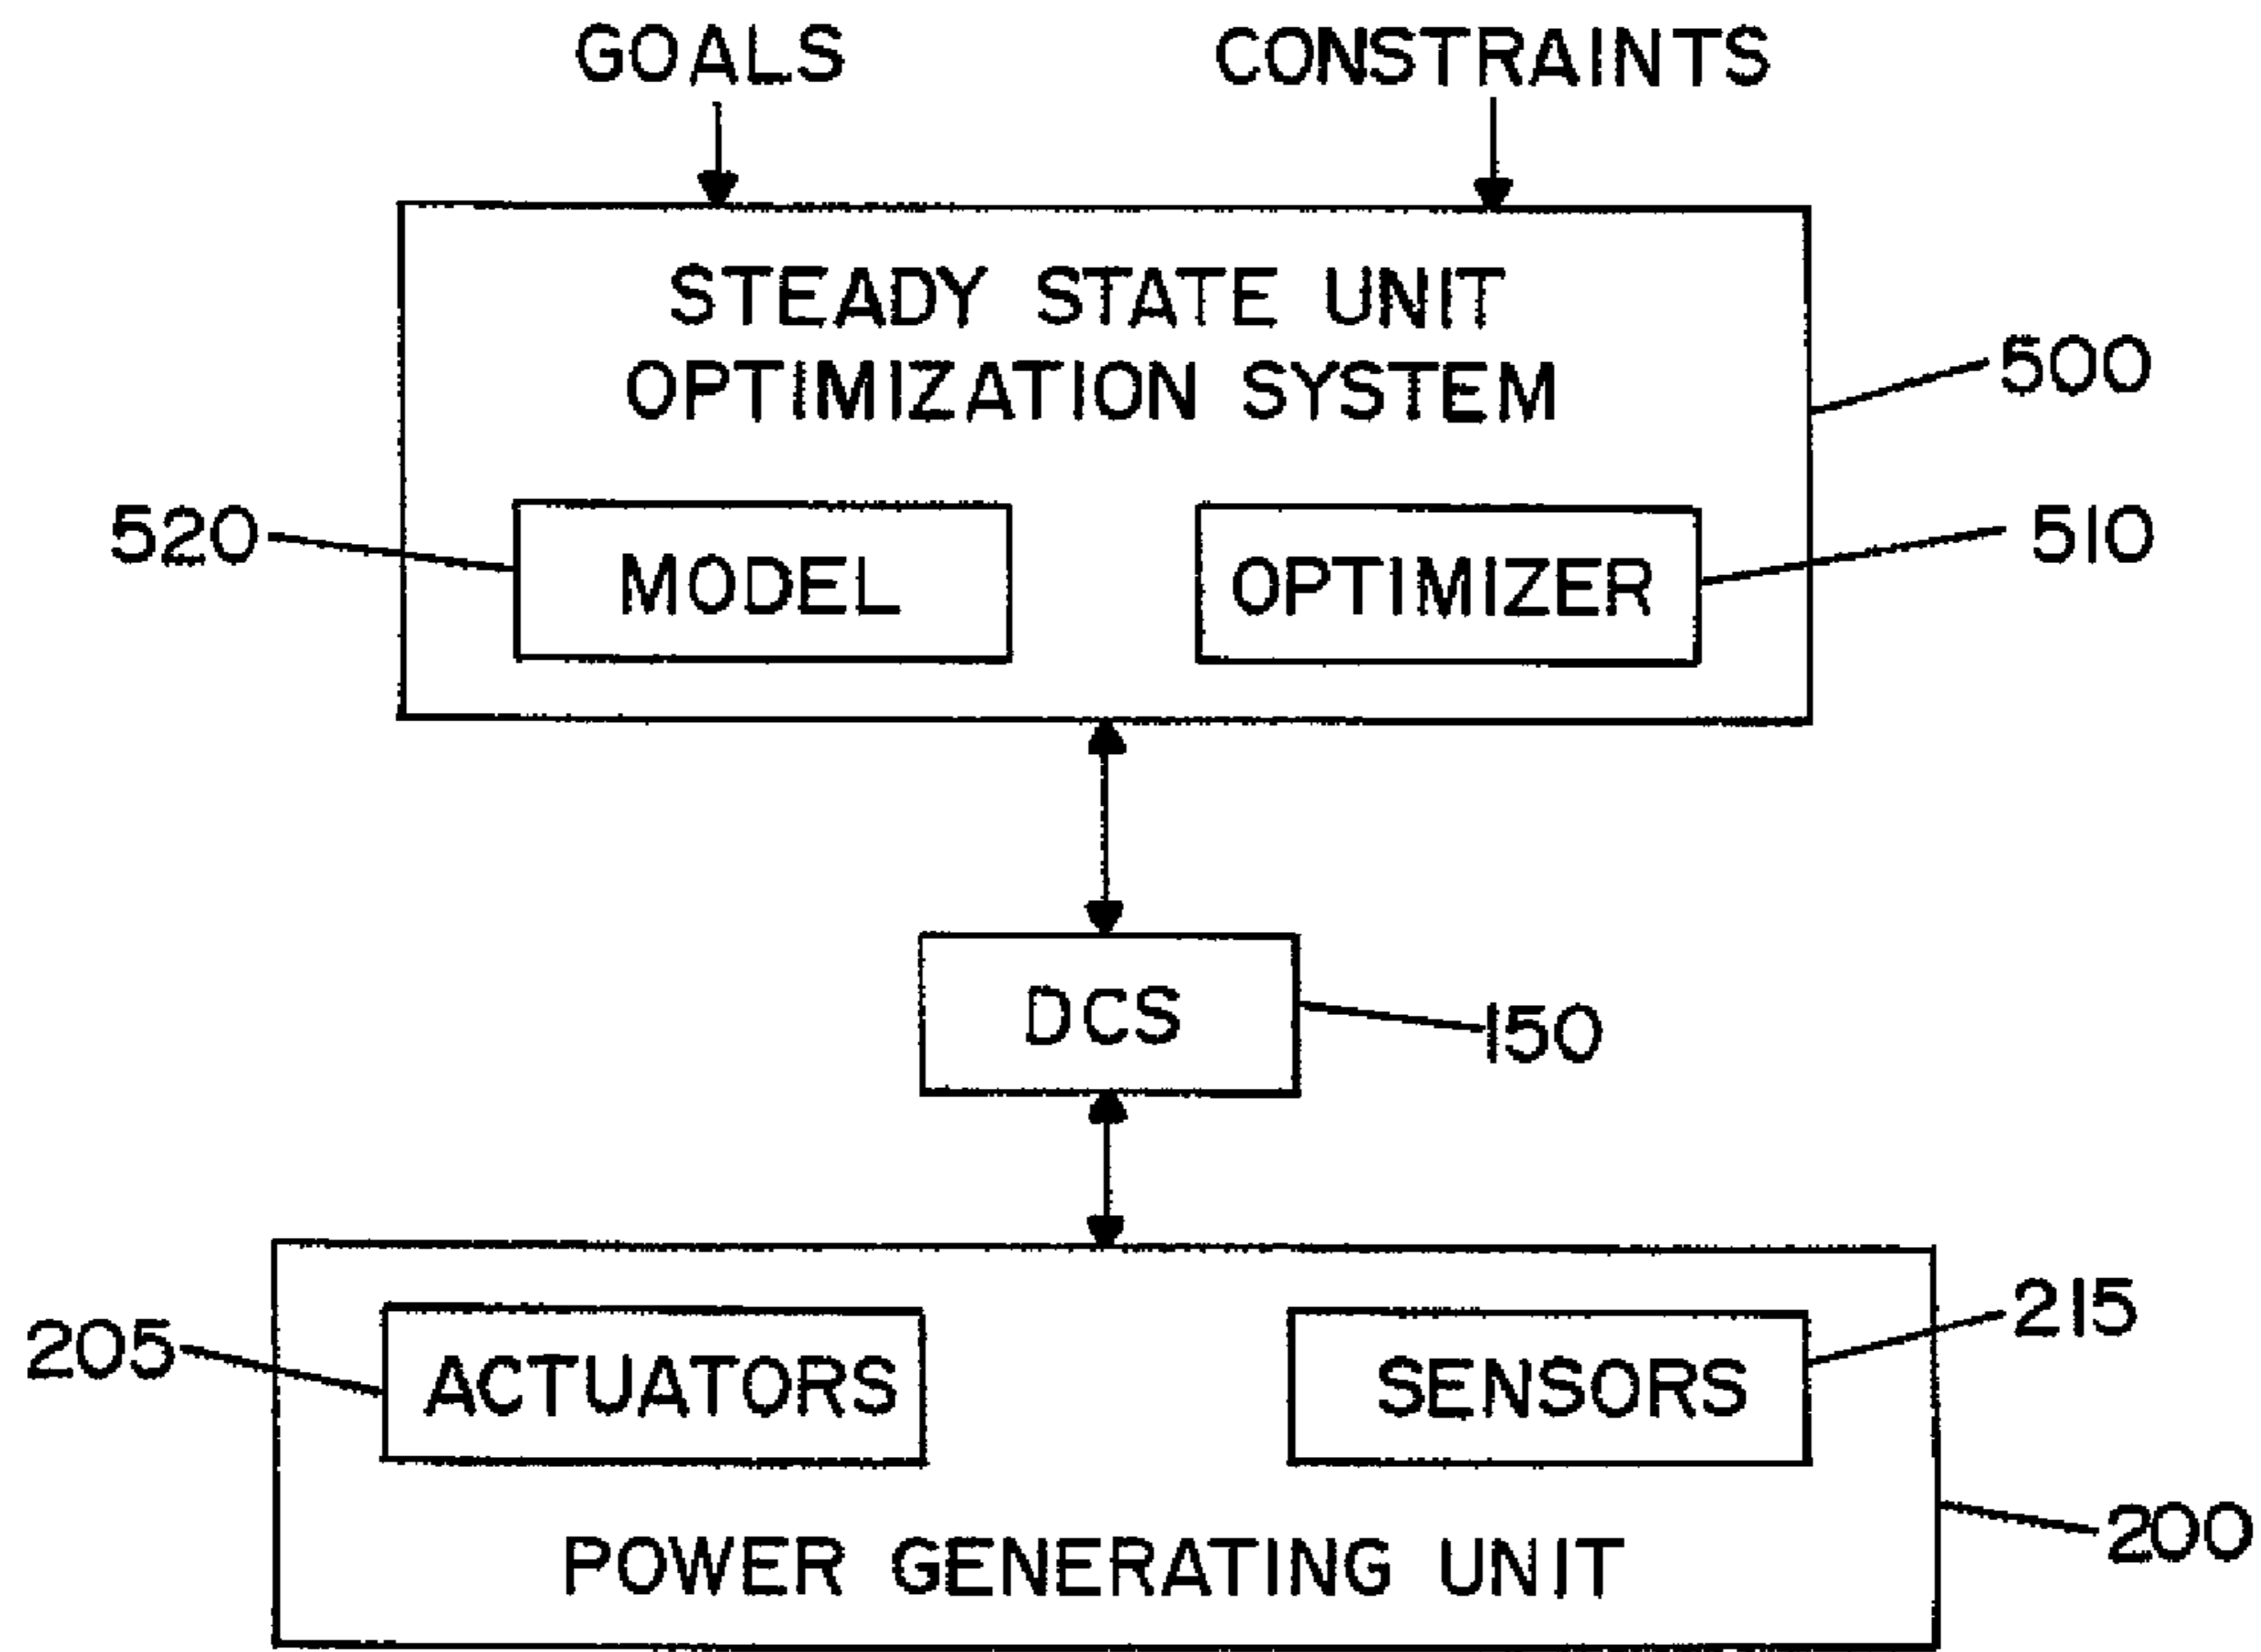 GOALS
CONSTRAINTS
STEADY STATE UNIT
OPTIMIZATION SYSTEM
500
520
MODEL
OPTIMIZER
510
DCS
150
205
ACTUATORS
SENSORS
215
POWER GENERATING UNIT
200